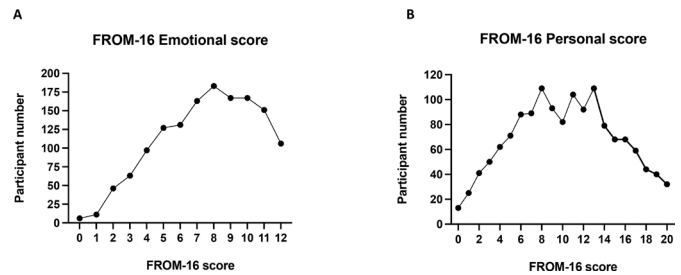 A
FROM-16 Emotional score
Participant number
200
175
150
125
100
75
50
25
0
0 1 2 3 4 5 6 7 8 9 10 11 12
FROM-16 score
B
FROM-16 Personal score
Participant number
120
100
80
60
40
20
0
0 2 4 6 8 10 12 14 16 18 20
FROM-16 score